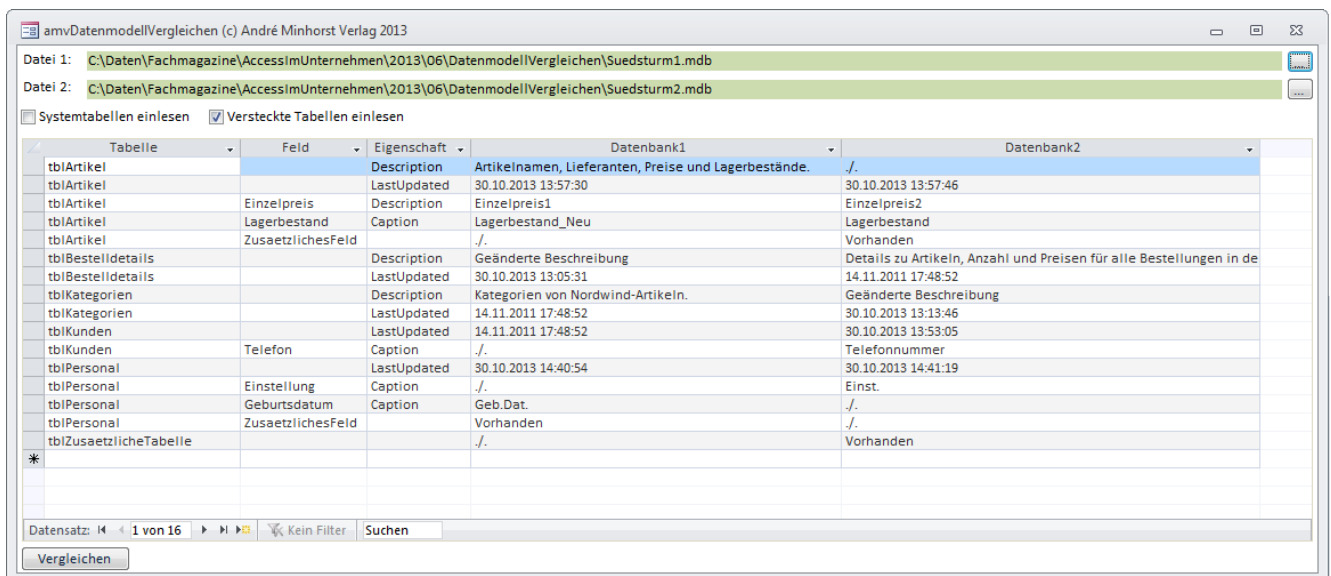 amvDatenmodellVergleichen (c) André Minhorst Verlag 2013
Datei 1: C:\Daten\Fachmagazine\AccessImUnternehmen\2013\06\DatenmodellVergleichen\Suedsturm1.mdb ...
Datei 2: C:\Daten\Fachmagazine\AccessImUnternehmen\2013\06\DatenmodellVergleichen\Suedsturm2.mdb ...
Systemtabellen einlesen Versteckte Tabellen einlesen
Tabelle Feld Eigenschaft Datenbank1 Datenbank2
tblArtikel Description Artikelnamen, Lieferanten, Preise und Lagerbestände. ./.
tblArtikel LastUpdated 30.10.2013 13:57:30 30.10.2013 13:57:46
tblArtikel Einzelpreis Description Einzelpreis1 Einzelpreis2
tblArtikel Lagerbestand Caption Lagerbestand_Neu Lagerbestand
tblArtikel ZusaetzlichesFeld ./. Vorhanden
tblBestelldetails Description Geänderte Beschreibung Details zu Artikeln, Anzahl und Preisen für alle Bestellungen in de
tblBestelldetails LastUpdated 30.10.2013 13:05:31 14.11.2011 17:48:52
tblKategorien Description Kategorien von Nordwind-Artikeln. Geänderte Beschreibung
tblKategorien LastUpdated 14.11.2011 17:48:52 30.10.2013 13:13:46
tblKunden LastUpdated 14.11.2011 17:48:52 30.10.2013 13:53:05
tblKunden Telefon Caption ./. Telefonnummer
tblPersonal LastUpdated 30.10.2013 14:40:54 30.10.2013 14:41:19
tblPersonal Einstellung Caption ./. Einst.
tblPersonal Geburtsdatum Caption Geb.Dat. ./.
tblPersonal ZusaetzlichesFeld Vorhanden ./.
tblZusaetzlicheTabelle ./. Vorhanden
Datensatz: 1 von 16 Kein Filter Suchen
Vergleichen